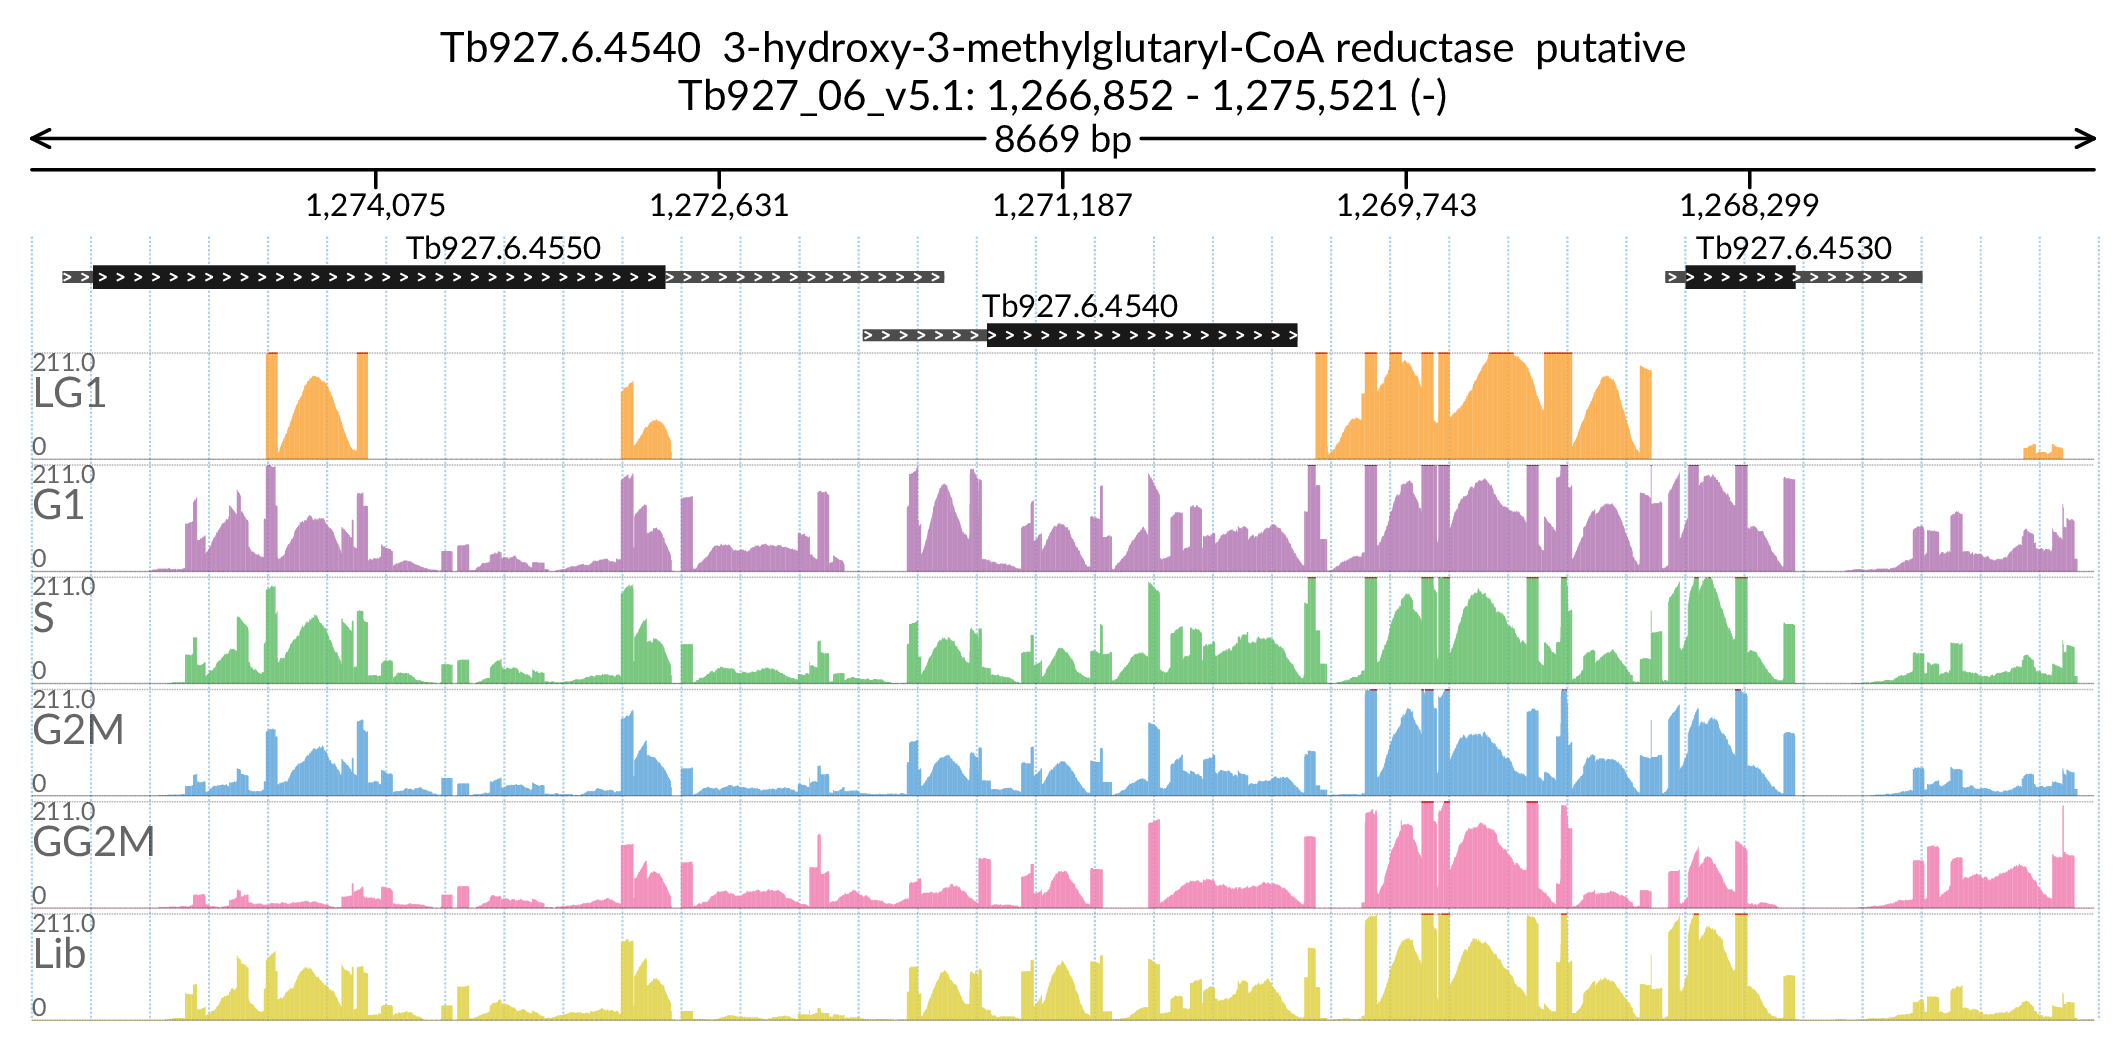 Tb927.6.4540 3-hydroxy-3-methylglutaryl-CoA reductase putative
Tb927_06_v5.1: 1,266,852 - 1,275,521 (-)
8669 bp
1,274,075 1,272,631 1,271,187 1,269,743 1,268,299
Tb927.6.4550 Tb927.6.4530
Tb927.6.4540
211.0
LG1
0
211.0
G1
0
211.0
S
0
211.0
G2M
0
211.0
GG2M
0
211.0
Lib
0